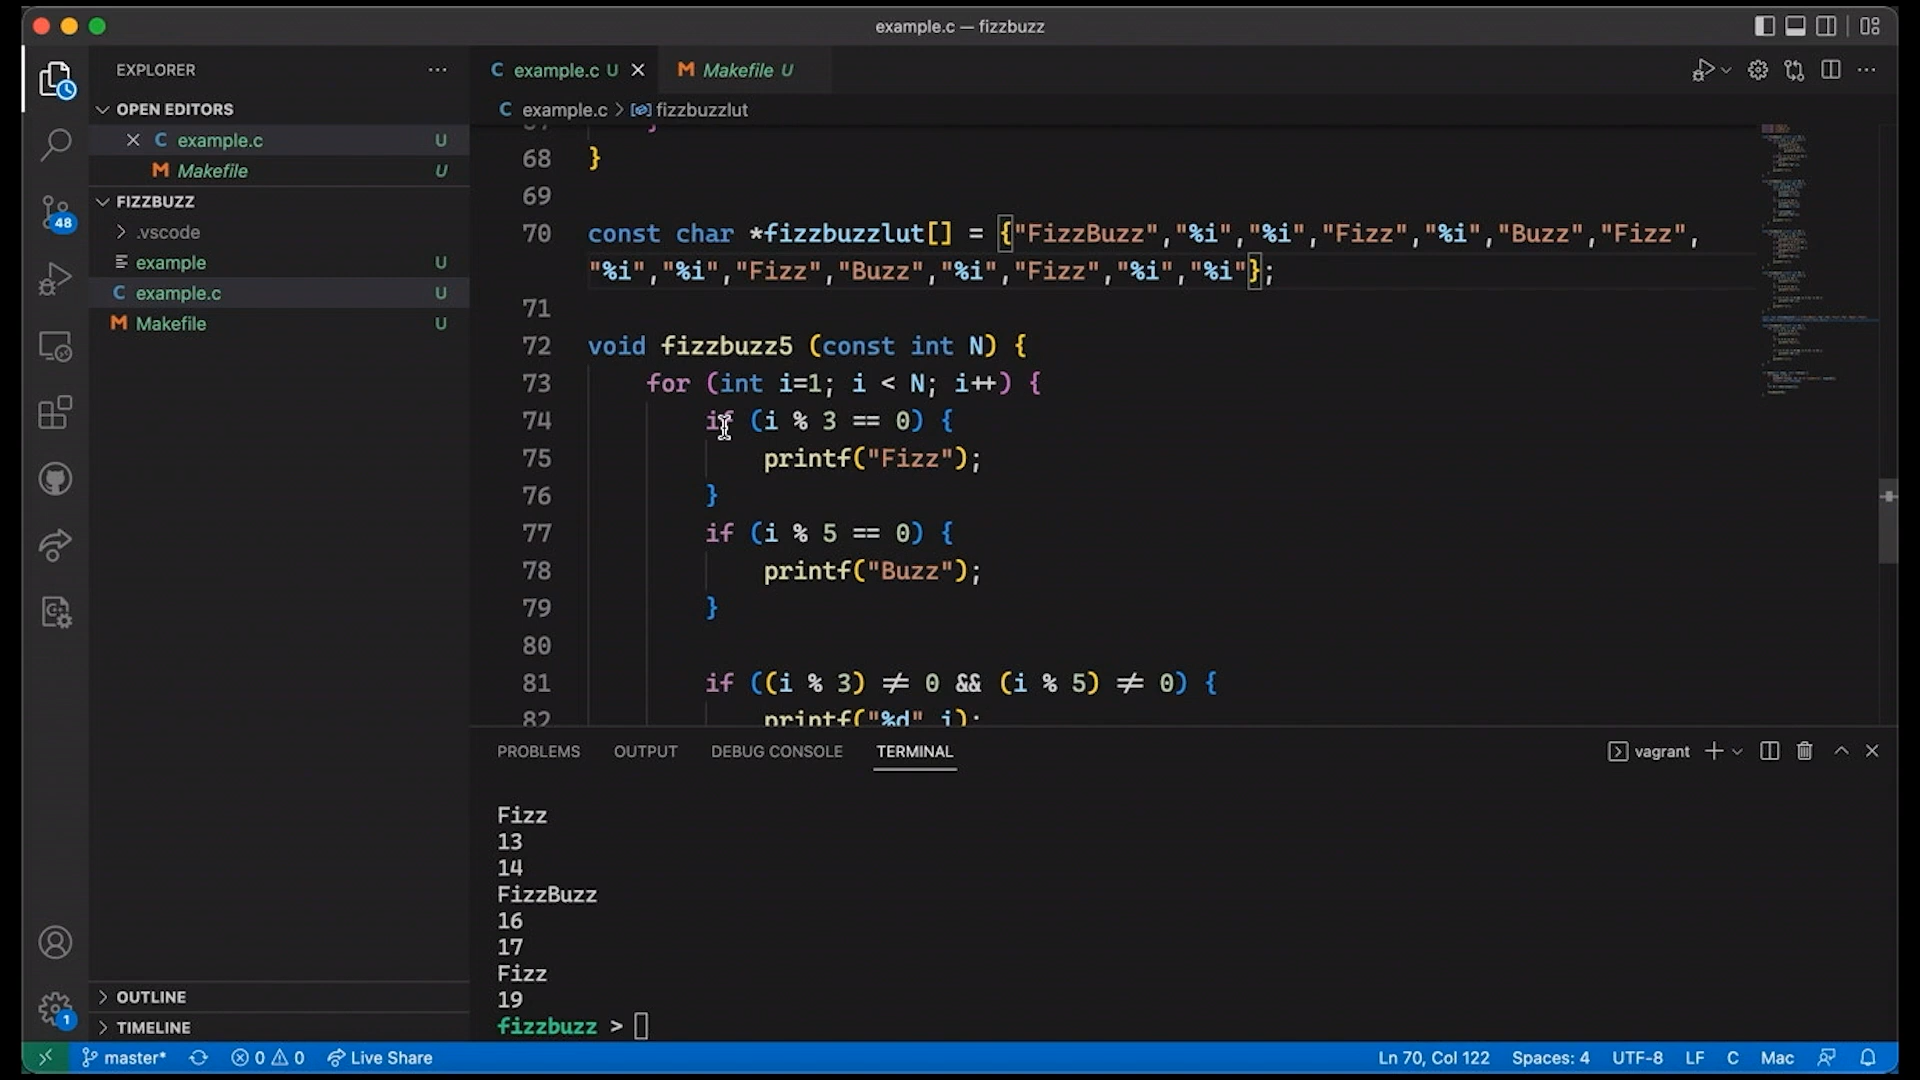 example.c — fizzbuzz
EXPLORER
OPEN EDITORS
example.c U
Makefile U
FIZZBUZZ
.vscode
example U
example.c U
Makefile U
OUTLINE
TIMELINE
48
1
example.c U
Makefile U
example.c > fizzbuzzlut
68 }
69
70 const char *fizzbuzzlut[] = {"FizzBuzz","%i","%i","Fizz","%i","Buzz","Fizz",
"%i","%i","Fizz","Buzz","%i","Fizz","%i","%i"};
71
72 void fizzbuzz5 (const int N) {
73 for (int i=1; i < N; i++) {
74 if (i % 3 == 0) {
75 printf("Fizz");
76 }
77 if (i % 5 == 0) {
78 printf("Buzz");
79 }
80
81 if ((i % 3) != 0 && (i % 5) != 0) {
82 printf("%d",i);
PROBLEMS OUTPUT DEBUG CONSOLE TERMINAL
vagrant
Fizz
13
14
FizzBuzz
16
17
Fizz
19
fizzbuzz >
master* 0 0 Live Share Ln 70, Col 122 Spaces: 4 UTF-8 LF C Mac